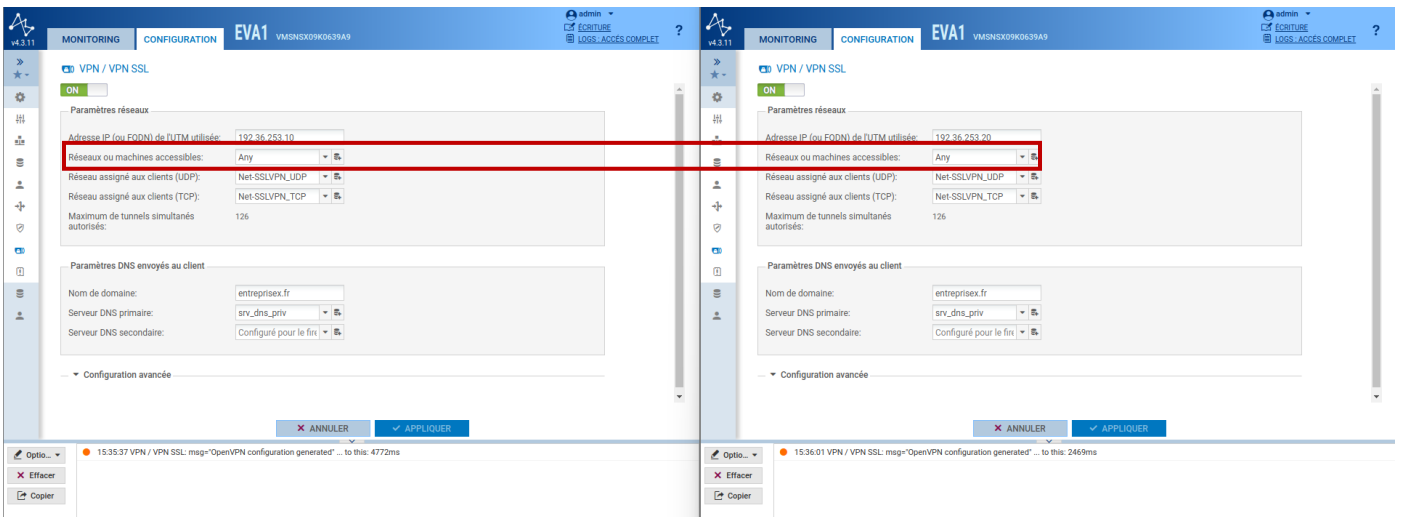 v4.3.11
MONITORING
CONFIGURATION
EVA1 VMSNSX09K0639A9
admin
ÉCRITURE
LOGS : ACCÈS COMPLET
?
VPN / VPN SSL
ON
Paramètres réseaux
Adresse IP (ou FQDN) de l'UTM utilisée: 192.36.253.10
Réseaux ou machines accessibles: Any
Réseau assigné aux clients (UDP): Net-SSLVPN_UDP
Réseau assigné aux clients (TCP): Net-SSLVPN_TCP
Maximum de tunnels simultanés 126
autorisés:
Paramètres DNS envoyés au client
Nom de domaine: entreprisex.fr
Serveur DNS primaire: srv_dns_priv
Serveur DNS secondaire: Configuré pour le fire
Configuration avancée
ANNULER
APPLIQUER
Optio...
Effacer
Copier
15:35:37 VPN / VPN SSL: msg="OpenVPN configuration generated" ... to this: 4772ms
v4.3.11
MONITORING
CONFIGURATION
EVA1 VMSNSX09K0639A9
admin
ÉCRITURE
LOGS : ACCÈS COMPLET
?
VPN / VPN SSL
ON
Paramètres réseaux
Adresse IP (ou FQDN) de l'UTM utilisée: 192.36.253.20
Réseaux ou machines accessibles: Any
Réseau assigné aux clients (UDP): Net-SSLVPN_UDP
Réseau assigné aux clients (TCP): Net-SSLVPN_TCP
Maximum de tunnels simultanés 126
autorisés:
Paramètres DNS envoyés au client
Nom de domaine: entreprisex.fr
Serveur DNS primaire: srv_dns_priv
Serveur DNS secondaire: Configuré pour le fire
Configuration avancée
ANNULER
APPLIQUER
Optio...
Effacer
Copier
15:36:01 VPN / VPN SSL: msg="OpenVPN configuration generated" ... to this: 2469ms